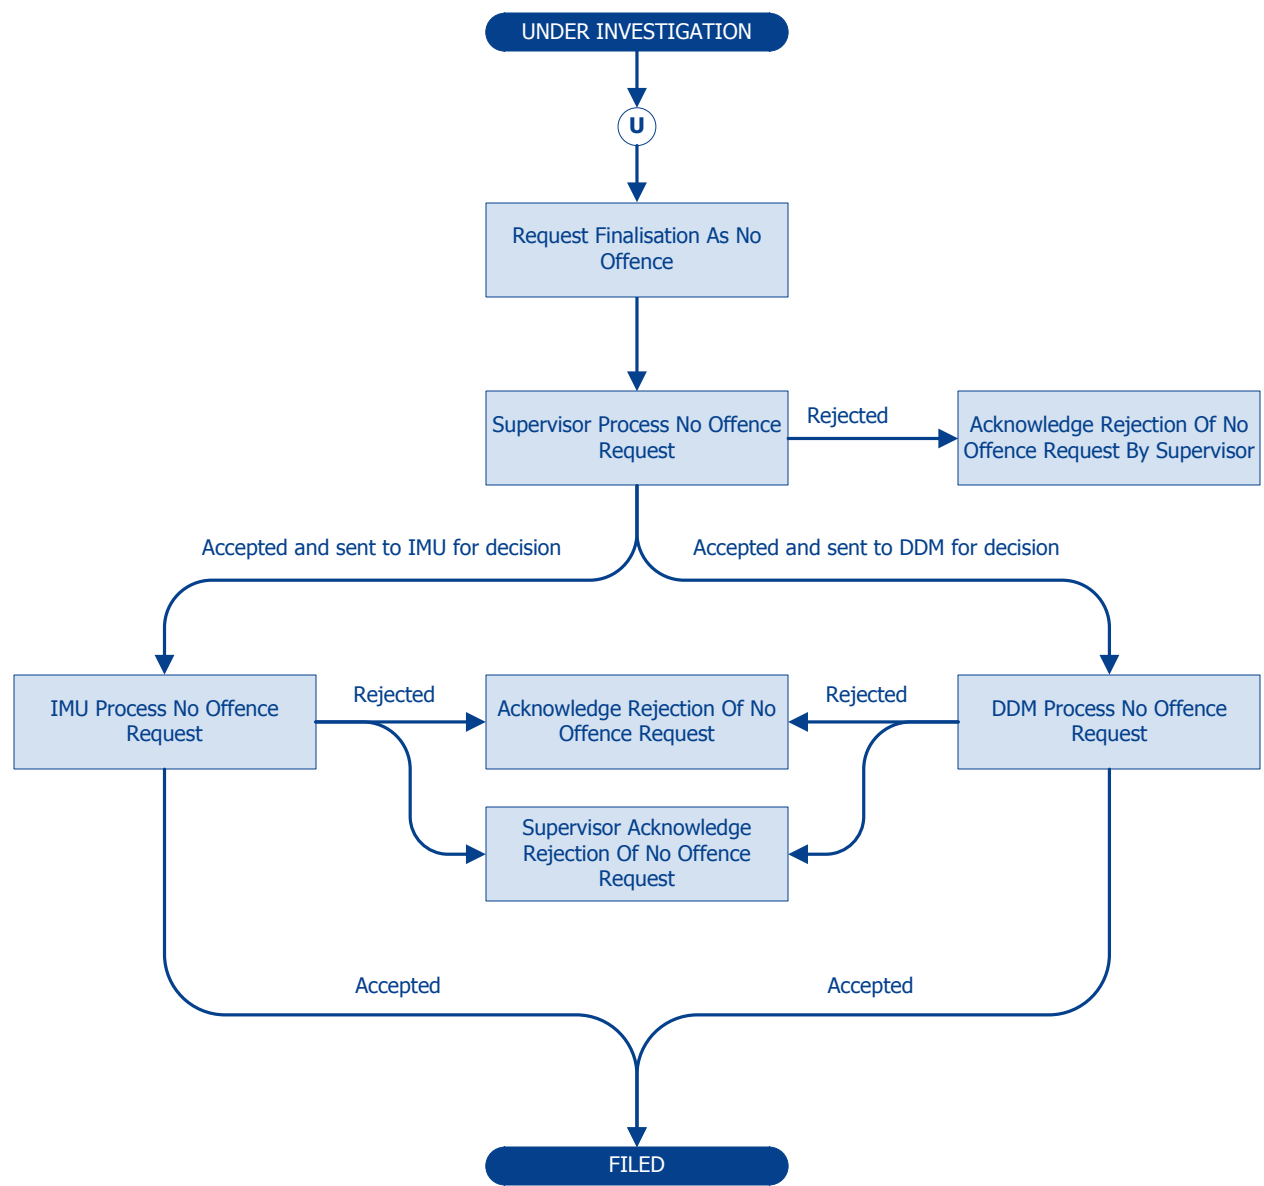 UNDER INVESTIGATION
U
Request Finalisation As No
Offence
Supervisor Process No Offence
Request
Rejected
Acknowledge Rejection Of No
Offence Request By Supervisor
Accepted and sent to IMU for decision
Accepted and sent to DDM for decision
IMU Process No Offence
Request
Rejected
Acknowledge Rejection Of No
Offence Request
Rejected
DDM Process No Offence
Request
Supervisor Acknowledge
Rejection Of No Offence
Request
Accepted
Accepted
FILED